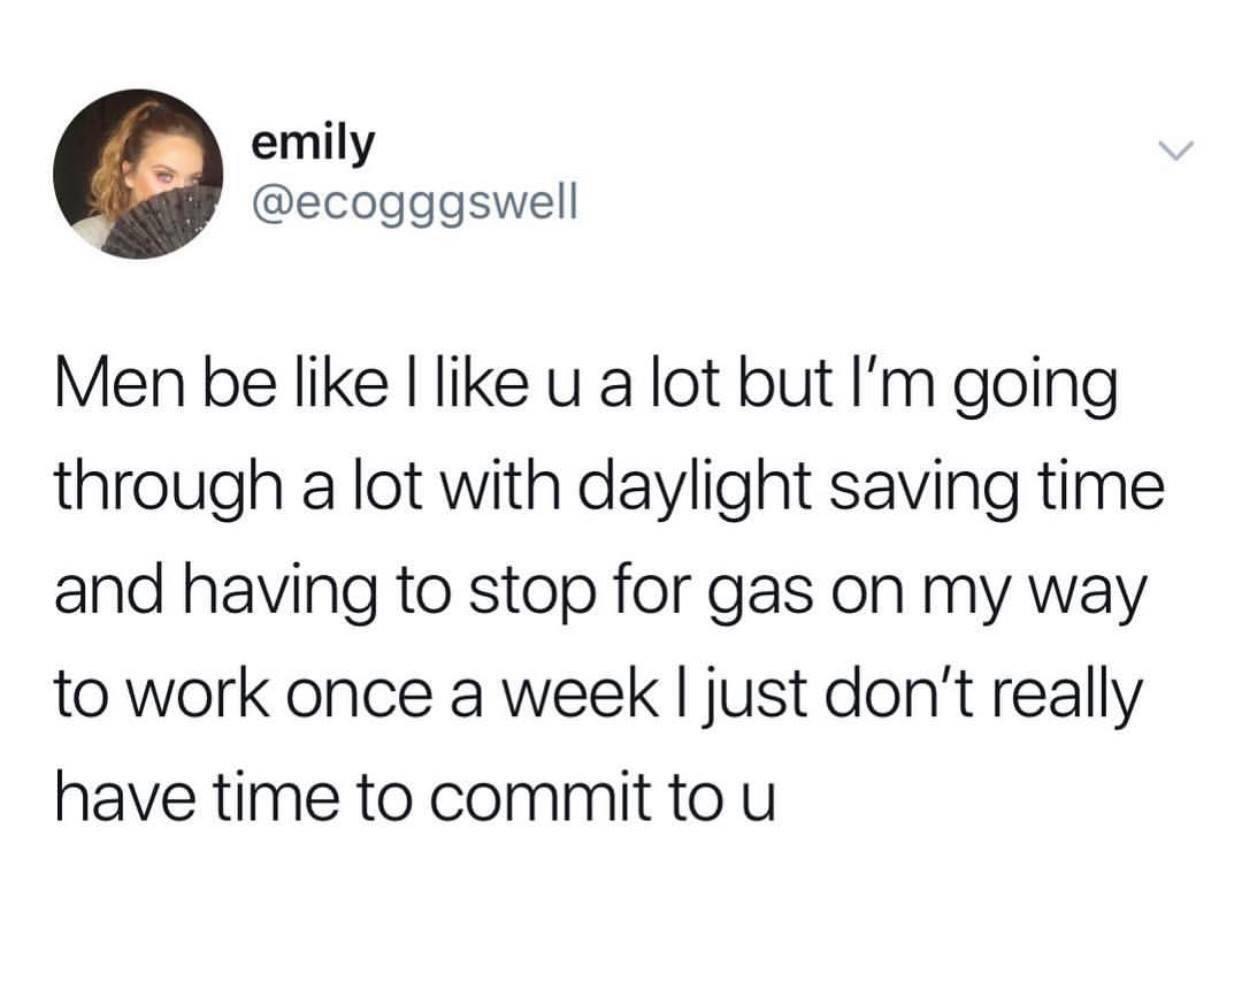 emily
@ecogggswell
Men be like I like u a lot but I’m going
through a lot with daylight saving time
and having to stop for gas on my way
to work once a week I just don’t really
have time to commit to u